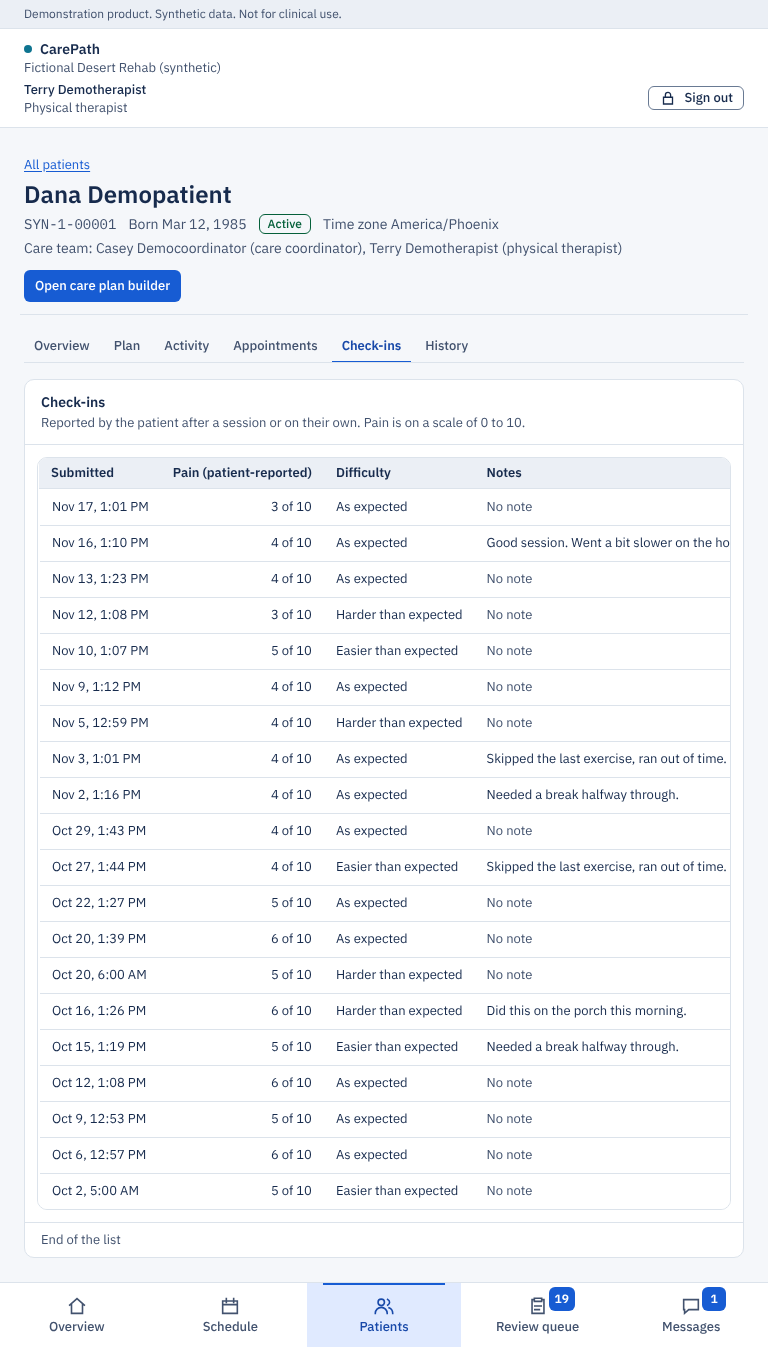 Demonstration product. Synthetic data. Not for clinical use.
CarePath
Fictional Desert Rehab (synthetic)
Terry Demotherapist
Physical therapist
Sign out
All patients
Dana Demopatient
SYN-1-00001 Born Mar 12, 1985 Active Time zone America/Phoenix
Care team: Casey Democoordinator (care coordinator), Terry Demotherapist (physical therapist)
Open care plan builder
Overview Plan Activity Appointments Check-ins History
Check-ins
Reported by the patient after a session or on their own. Pain is on a scale of 0 to 10.
Submitted Pain (patient-reported) Difficulty Notes
Nov 17, 1:01 PM 3 of 10 As expected No note
Nov 16, 1:10 PM 4 of 10 As expected Good session. Went a bit slower on the ho
Nov 13, 1:23 PM 4 of 10 As expected No note
Nov 12, 1:08 PM 3 of 10 Harder than expected No note
Nov 10, 1:07 PM 5 of 10 Easier than expected No note
Nov 9, 1:12 PM 4 of 10 As expected No note
Nov 5, 12:59 PM 4 of 10 Harder than expected No note
Nov 3, 1:01 PM 4 of 10 As expected Skipped the last exercise, ran out of time.
Nov 2, 1:16 PM 4 of 10 As expected Needed a break halfway through.
Oct 29, 1:43 PM 4 of 10 As expected No note
Oct 27, 1:44 PM 4 of 10 Easier than expected Skipped the last exercise, ran out of time.
Oct 22, 1:27 PM 5 of 10 As expected No note
Oct 20, 1:39 PM 6 of 10 As expected No note
Oct 20, 6:00 AM 5 of 10 Harder than expected No note
Oct 16, 1:26 PM 6 of 10 Harder than expected Did this on the porch this morning.
Oct 15, 1:19 PM 5 of 10 Easier than expected Needed a break halfway through.
Oct 12, 1:08 PM 6 of 10 As expected No note
Oct 9, 12:53 PM 5 of 10 As expected No note
Oct 6, 12:57 PM 6 of 10 As expected No note
Oct 2, 5:00 AM 5 of 10 Easier than expected No note
End of the list
19 1
Overview Schedule Patients Review queue Messages